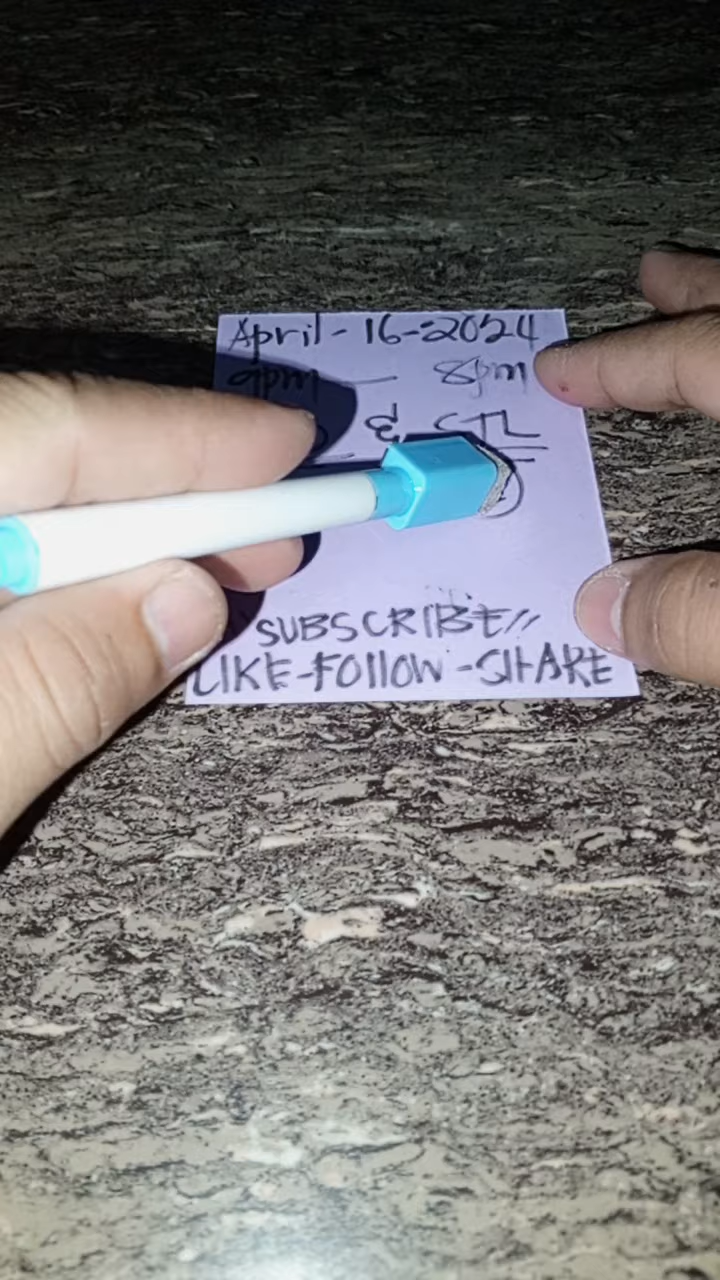 April-16-2024
9pm — 8pm
& STL
SUBSCRIBE//
LIKE-FOLLOW-SHARE